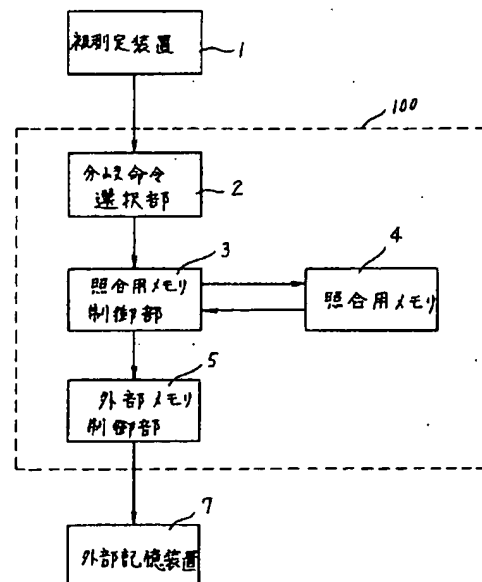 被測定装置
1
100
分岐命令
選択部
2
照合用メモリ
制御部
3
照合用メモリ
4
外部メモリ
制御部
5
外部記憶装置
7